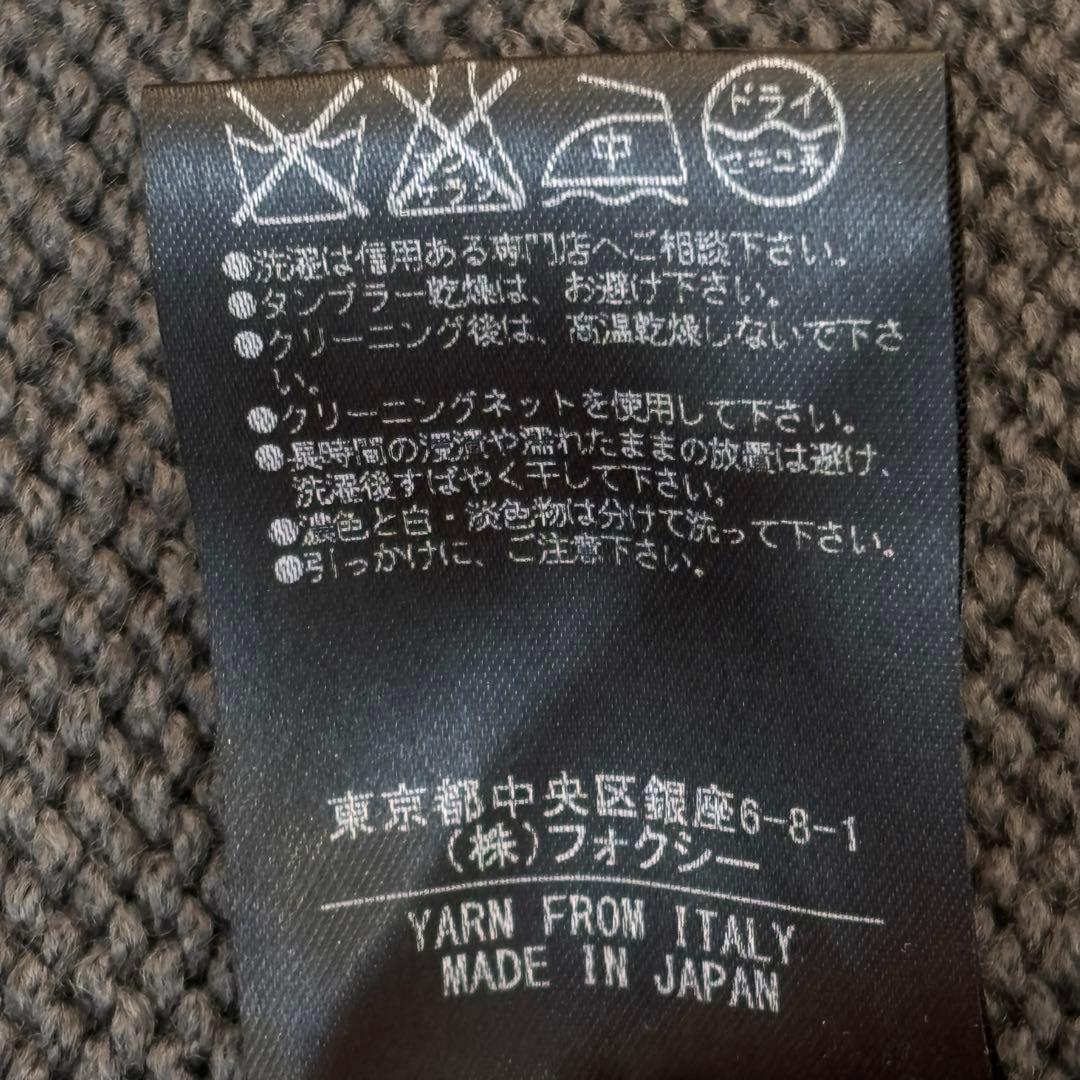 中 ドライ
エンソ サラシ セキユ系
●洗濯は信用ある専門店へご相談下さい。
●タンブラー乾燥は、お避け下さい。
●クリーニング後は、高温乾燥しないで下さ
い。
●クリーニングネットを使用して下さい。
●長時間の浸漬や濡れたままの放置は避け、
洗濯後すばやく干して下さい。
●濃色と白・淡色物は分けて洗って下さい。
●引っかけに、ご注意下さい。
東京都中央区銀座6-8-1
(株)フォクシー
YARN FROM ITALY
MADE IN JAPAN